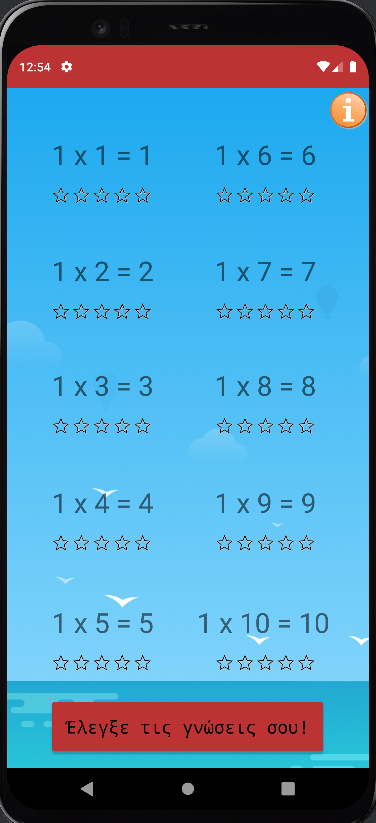 12:54
i
1 x 1 = 1 1 x 6 = 6
1 x 2 = 2 1 x 7 = 7
1 x 3 = 3 1 x 8 = 8
1 x 4 = 4 1 x 9 = 9
1 x 5 = 5 1 x 10 = 10
Έλεγξε τις γνώσεις σου!